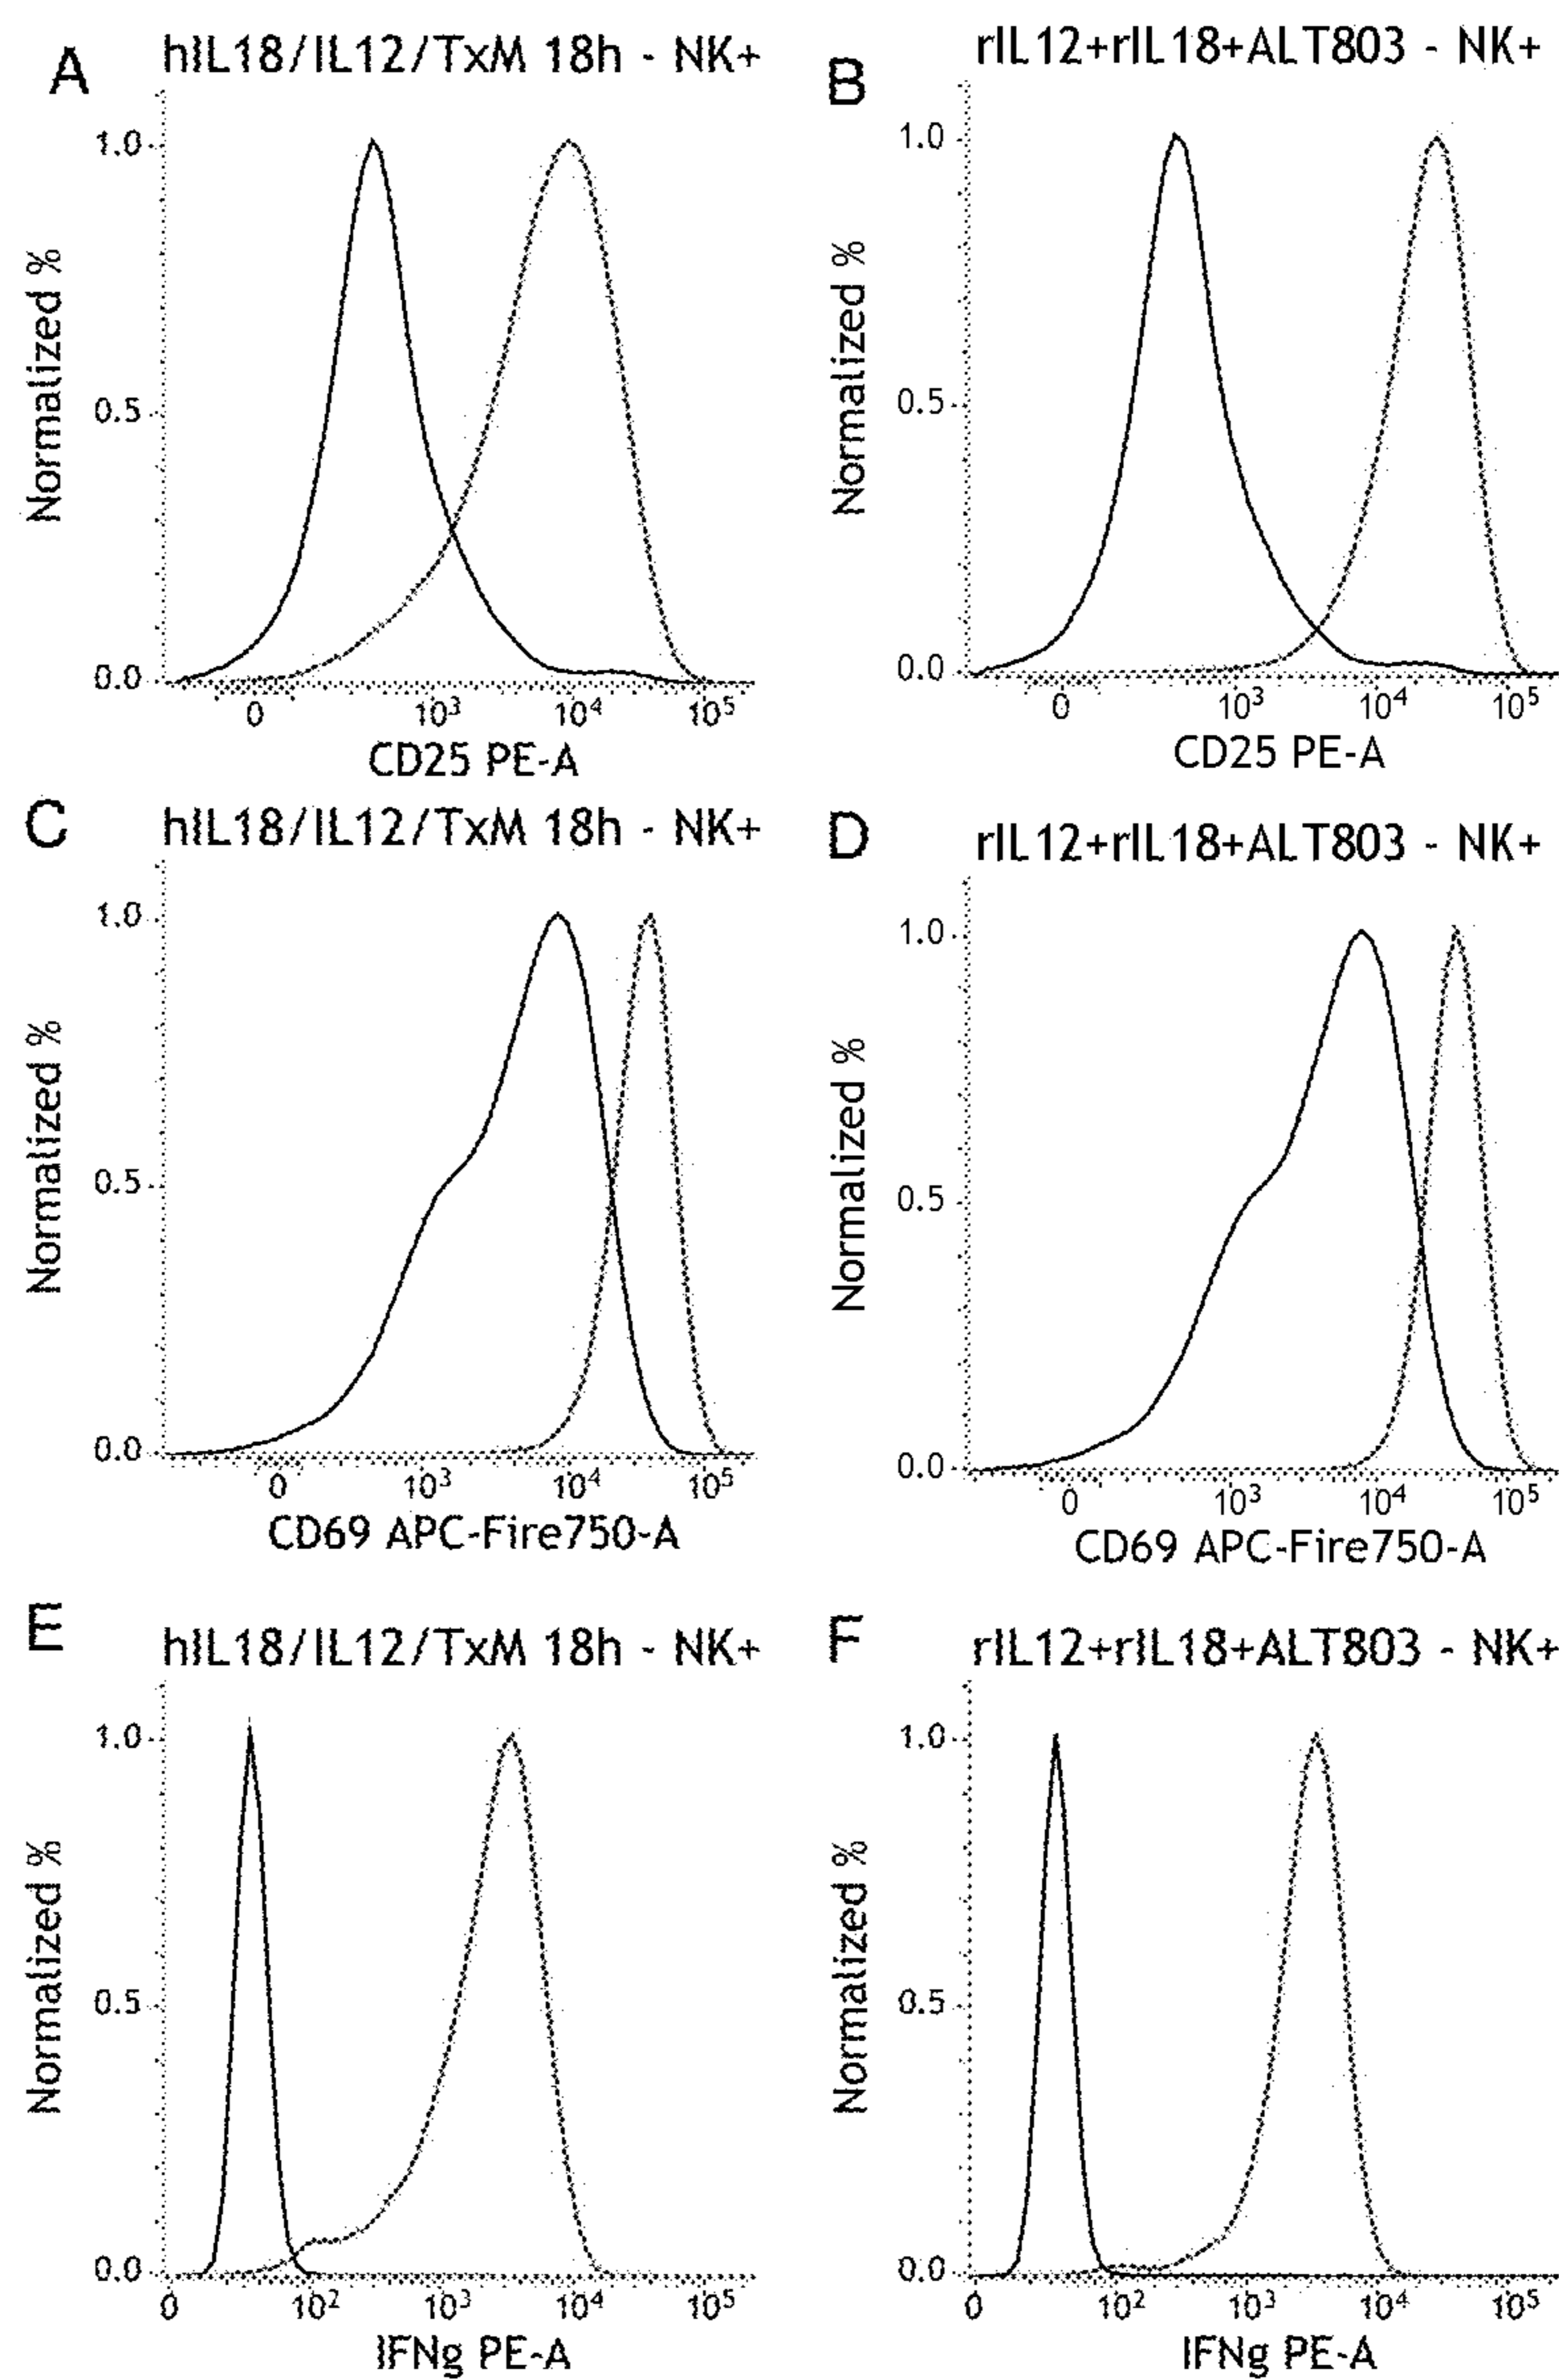 A hIL18/IL12/TxM 18h - NK+
1.0
0.5
0.0
Normalized %
0 10³ 10⁴ 10⁵
CD25 PE-A
B rIL12+rIL18+ALT803 - NK+
1.0
0.5
0.0
Normalized %
0 10³ 10⁴ 10⁵
CD25 PE-A
C hIL18/IL12/TxM 18h - NK+
1.0
0.5
0.0
Normalized %
0 10³ 10⁴ 10⁵
CD69 APC-Fire750-A
D rIL12+rIL18+ALT803 - NK+
1.0
0.5
0.0
Normalized %
0 10³ 10⁴ 10⁵
CD69 APC-Fire750-A
E hIL18/IL12/TxM 18h - NK+
1.0
0.5
0.0
Normalized %
0 10² 10³ 10⁴ 10⁵
IFNg PE-A
F rIL12+rIL18+ALT803 - NK+
1.0
0.5
0.0
Normalized %
0 10² 10³ 10⁴ 10⁵
IFNg PE-A